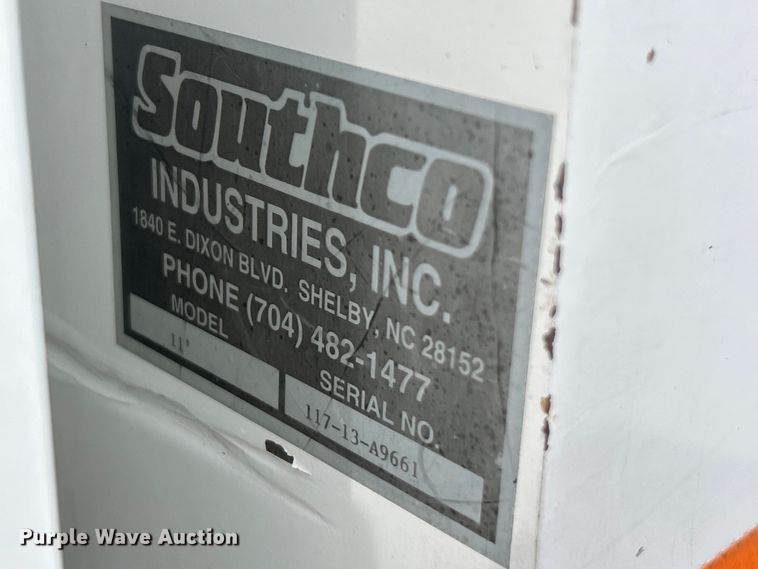 Southco
INDUSTRIES, INC.
1840 E. DIXON BLVD. SHELBY, NC 28152
PHONE (704) 482-1477
MODEL
11'
SERIAL NO.
117-13-A9661
Purple Wave Auction